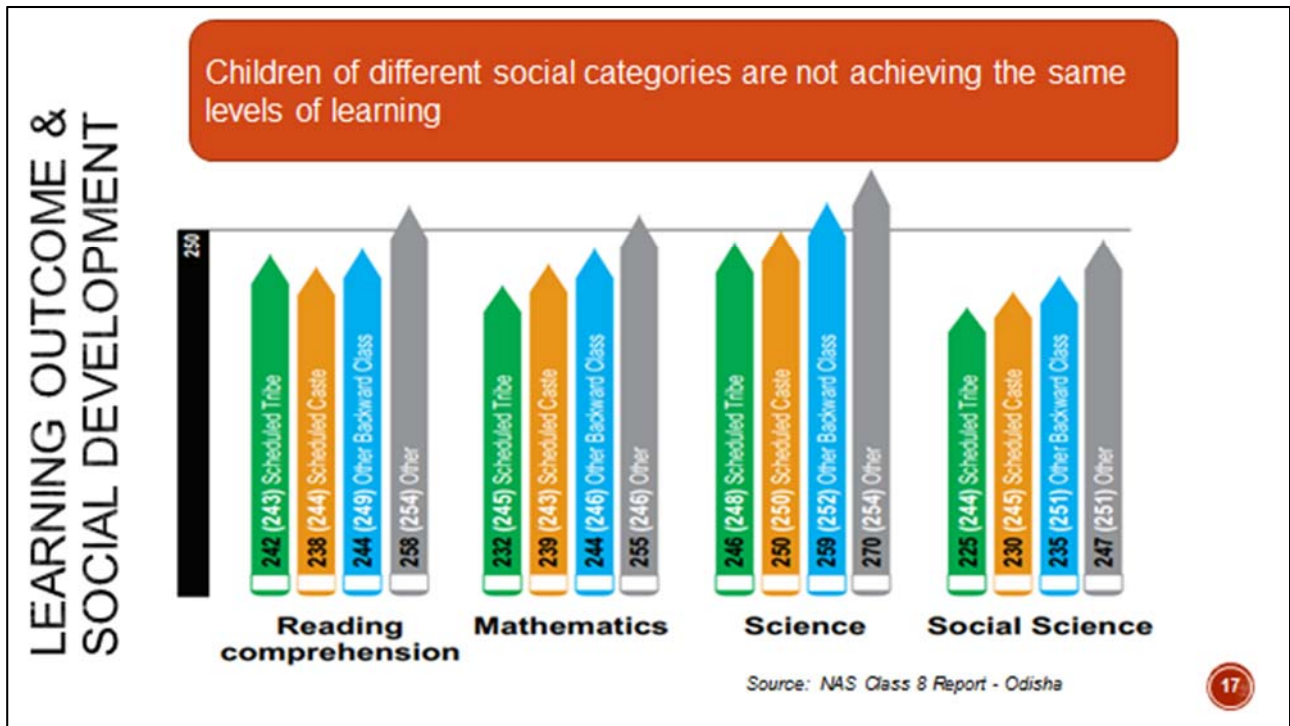 LEARNING OUTCOME &
SOCIAL DEVELOPMENT
Children of different social categories are not achieving the same
levels of learning
250
242 (243) Scheduled Tribe
238 (244) Scheduled Caste
244 (249) Other Backward Class
258 (254) Other
232 (245) Scheduled Tribe
239 (243) Scheduled Caste
244 (246) Other Backward Class
255 (246) Other
246 (248) Scheduled Tribe
250 (250) Scheduled Caste
259 (252) Other Backward Class
270 (254) Other
225 (244) Scheduled Tribe
230 (245) Scheduled Caste
235 (251) Other Backward Class
247 (251) Other
Reading
comprehension
Mathematics
Science
Social Science
Source: NAS Class 8 Report - Odisha
17